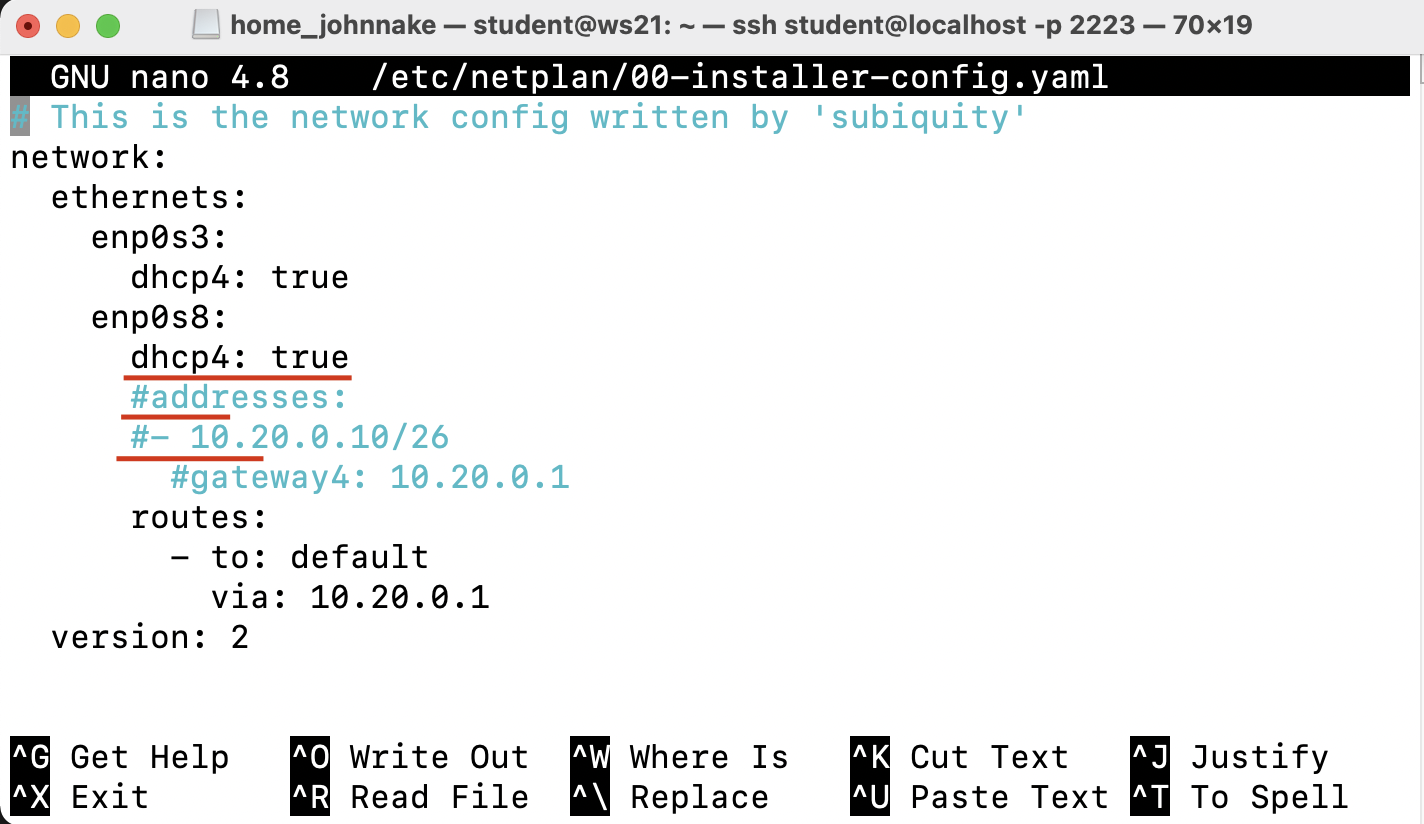 home_johnnake — student@ws21: ~ — ssh student@localhost -p 2223 — 70×19
GNU nano 4.8    /etc/netplan/00-installer-config.yaml
# This is the network config written by 'subiquity'
network:
  ethernets:
    enp0s3:
      dhcp4: true
    enp0s8:
      dhcp4: true
      #addresses:
      #- 10.20.0.10/26
        #gateway4: 10.20.0.1
      routes:
        - to: default
          via: 10.20.0.1
  version: 2
^G Get Help   ^O Write Out  ^W Where Is   ^K Cut Text   ^J Justify
^X Exit       ^R Read File  ^\ Replace    ^U Paste Text ^T To Spell